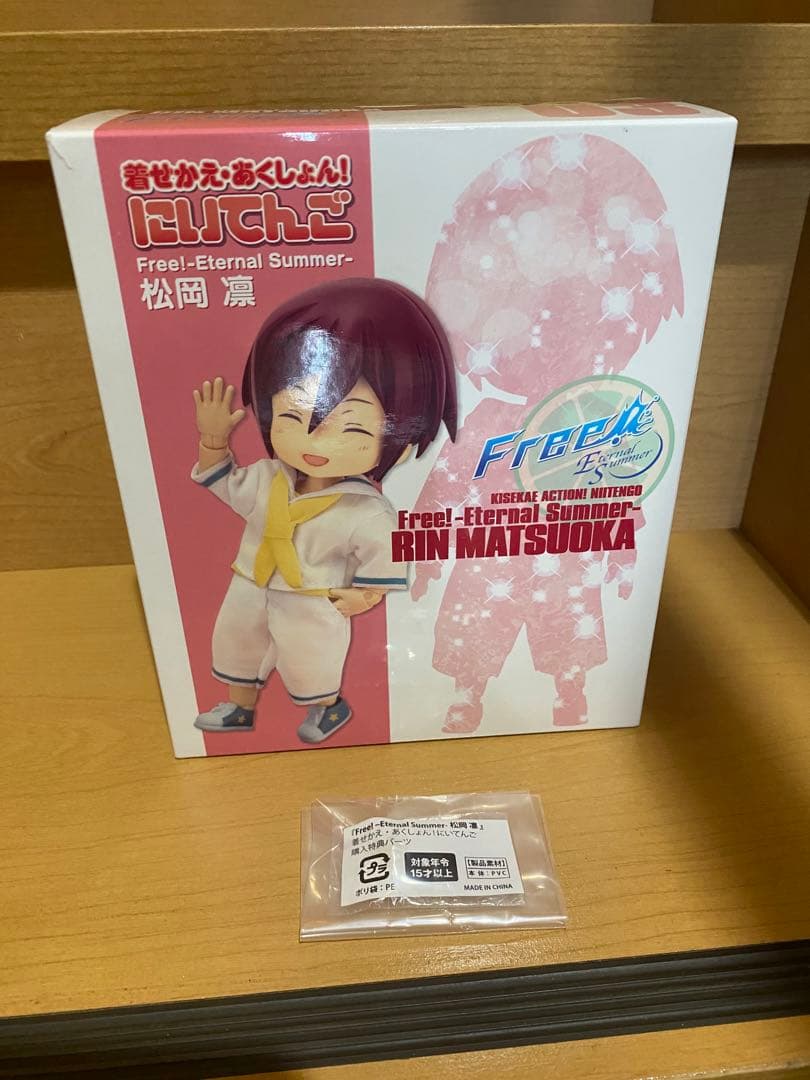 着せかえ・あくしょん!
にいてんご
Free!-Eternal Summer-
松岡 凛
Free!
Eternal
Summer
KISEKAE ACTION! NIITENGO
Free! -Eternal Summer-
RIN MATSUOKA
『Free! –Eternal Summer- 松岡 凛』
着せかえ・あくしょん!にいてんご
購入特典パーツ
プラ
ポリ袋：PE
対象年令
15才以上
【製品素材】
本体：PVC
MADE IN CHINA